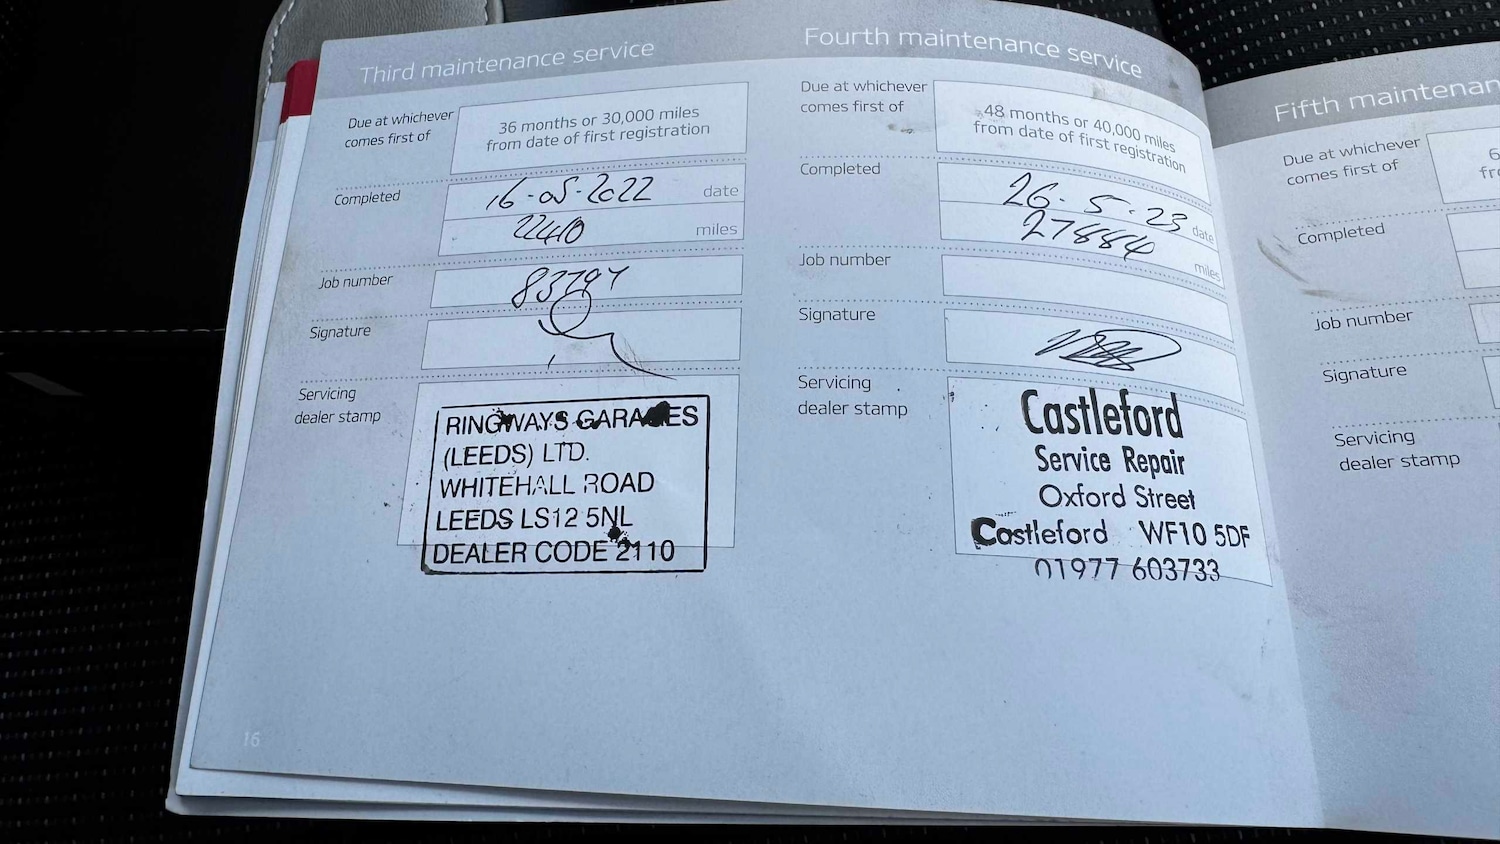 Third maintenance service
Due at whichever
comes first of
36 months or 30,000 miles
from date of first registration
Completed
16-05-2022 date
22410 miles
Job number
Signature
Servicing
dealer stamp
RINGWAYS GARAGES
(LEEDS) LTD.
WHITEHALL ROAD
LEEDS LS12 5NL
DEALER CODE 2110
16
Fourth maintenance service
Due at whichever
comes first of
48 months or 40,000 miles
from date of first registration
Completed
26.5.23 date
27884 miles
Job number
Signature
Servicing
dealer stamp
Castleford
Service Repair
Oxford Street
Castleford WF10 5DF
01977 603733
Fifth maintenan
Due at whichever
comes first of
6
fr
Completed
Job number
Signature
Servicing
dealer stamp